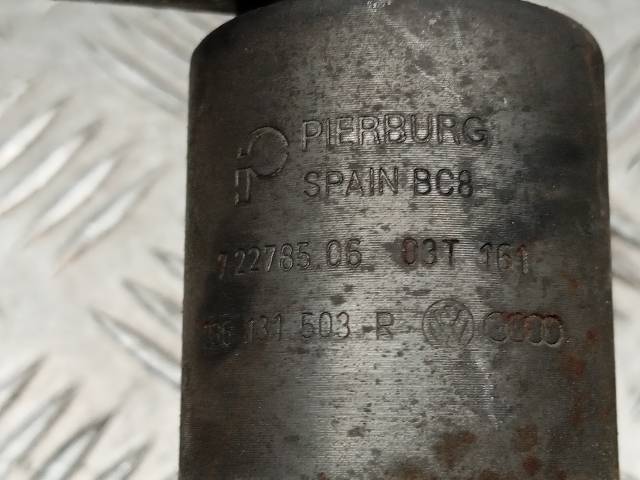 PIERBURG
SPAIN BC8
722785.06 03T 161
131 503 R